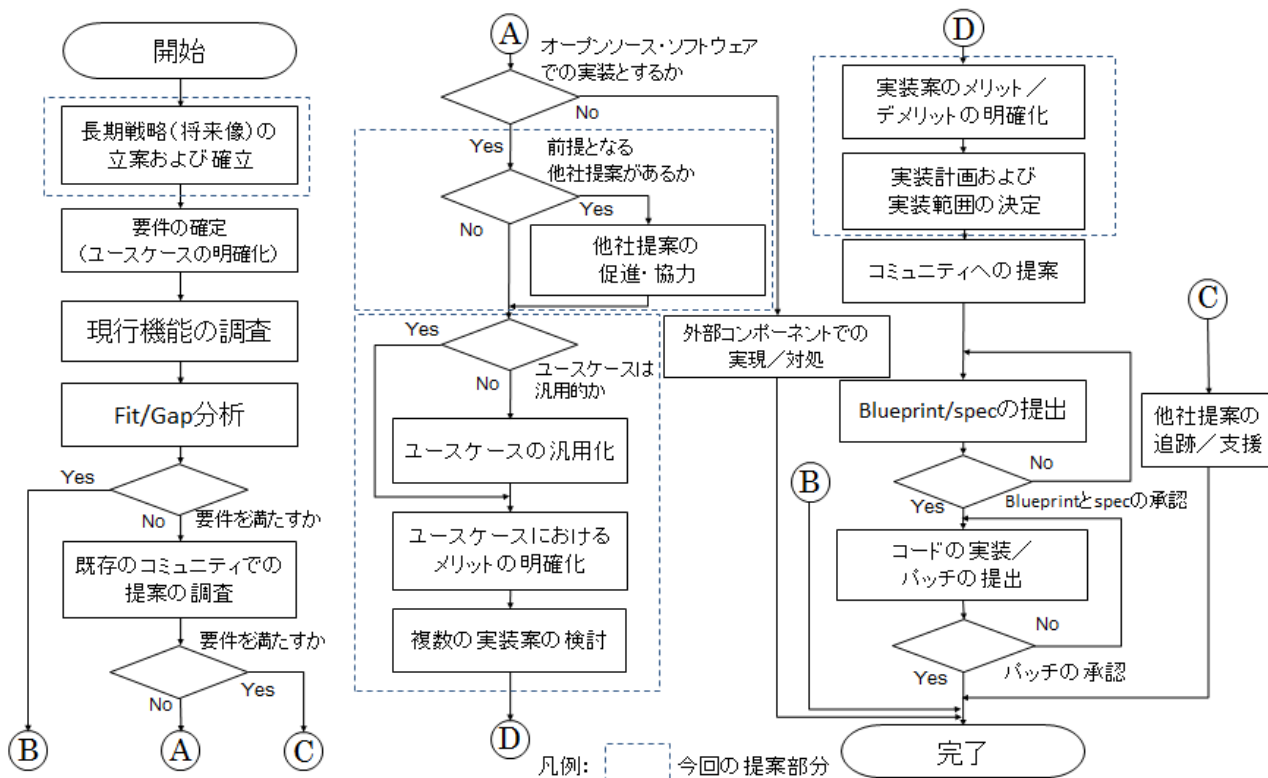 開始
長期戦略(将来像)の
立案および確立
要件の確定
(ユースケースの明確化)
現行機能の調査
Fit/Gap分析
Yes
No
要件を満たすか
既存のコミュニティでの
提案の調査
要件を満たすか
Yes
No
B
A
C
A
オープンソース・ソフトウェア
での実装とするか
No
Yes
前提となる
他社提案があるか
Yes
No
他社提案の
促進・協力
外部コンポーネントでの
実現/対処
Yes
No
ユースケースは
汎用的か
ユースケースの汎用化
ユースケースにおける
メリットの明確化
複数の実装案の検討
D
D
実装案のメリット/
デメリットの明確化
実装計画および
実装範囲の決定
コミュニティへの提案
Blueprint/specの提出
No
Yes
Blueprintとspecの承認
B
コードの実装/
パッチの提出
No
Yes
パッチの承認
C
他社提案の
追跡/支援
完了
凡例:
今回の提案部分